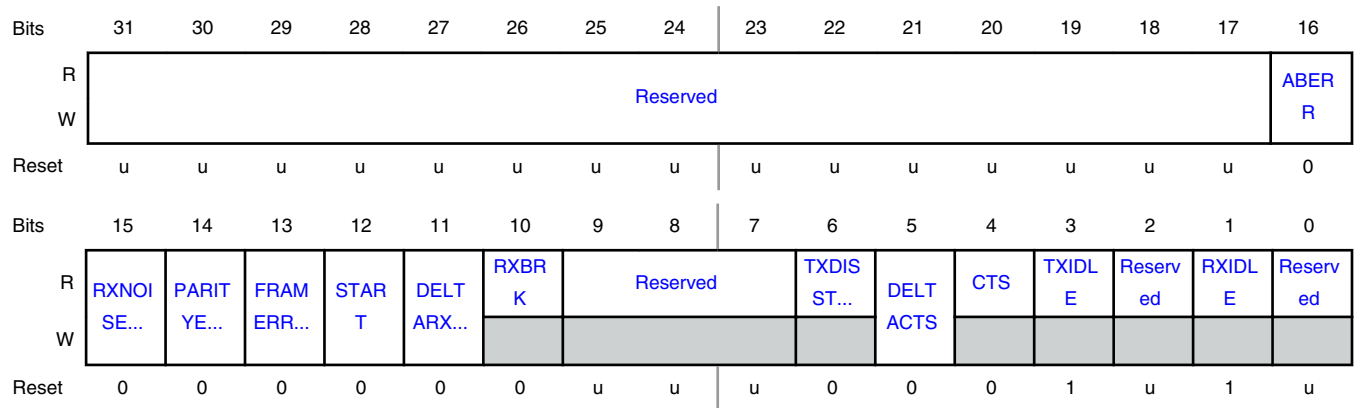 Bits 31 30 29 28 27 26 25 24 23 22 21 20 19 18 17 16
R
Reserved
ABER
R
W
Reset u u u u u u u u u u u u u u u 0
Bits 15 14 13 12 11 10 9 8 7 6 5 4 3 2 1 0
R
RXNOI
SE...
PARIT
YE...
FRAM
ERR...
STAR
T
DELT
ARX...
RXBR
K
Reserved
TXDIS
ST...
DELT
ACTS
CTS
TXIDL
E
Reserv
ed
RXIDL
E
Reserv
ed
W
Reset 0 0 0 0 0 0 u u u 0 0 0 1 u 1 u